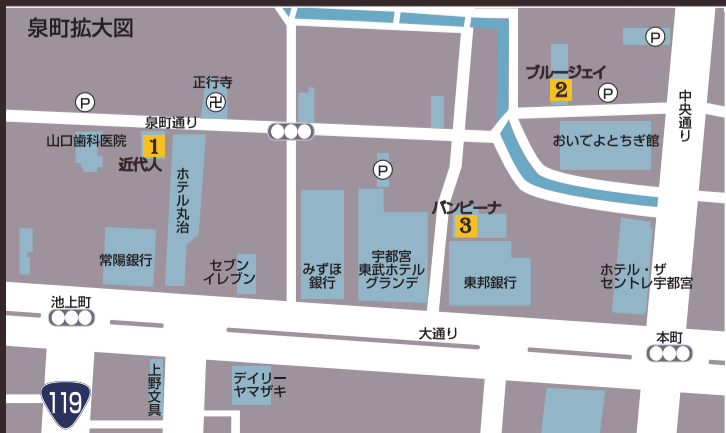 泉町拡大図
P
ブルージェイ
2
P
正行寺
卍
P
泉町通り
中央通り
山口歯科医院
1
近代人
おいでよとちぎ館
P
ホテル丸治
バンビーナ
3
常陽銀行
セブン
イレブン
みずほ
銀行
宇都宮
東武ホテル
グランデ
東邦銀行
ホテル・ザ
セントレ宇都宮
池上町
大通り
本町
上野文具
デイリー
ヤマザキ
119